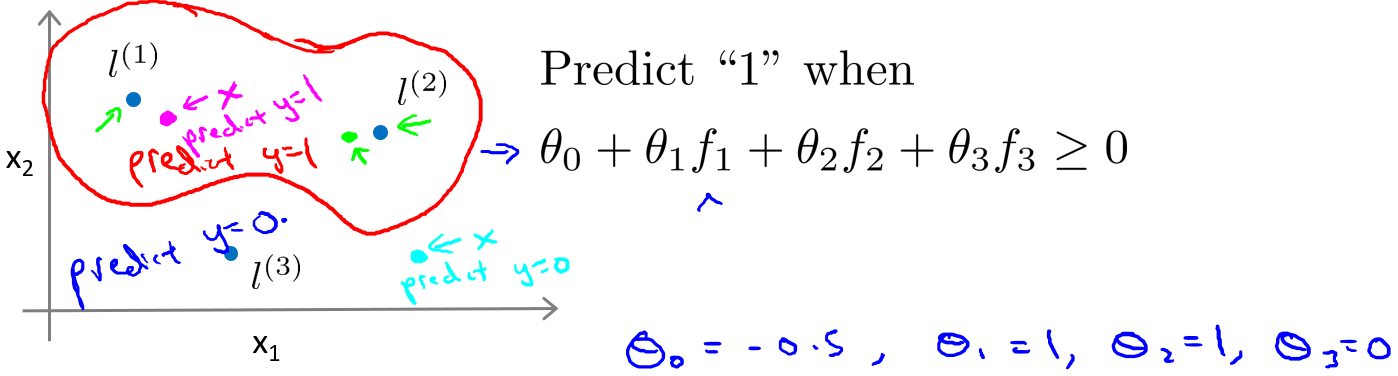 l^{(1)}
l^{(2)}
← x
predict y=1
predict y=1
x₂
predict y=0.
l^{(3)}
← x
predict y=0
x₁
Predict “1” when
→ θ₀ + θ₁f₁ + θ₂f₂ + θ₃f₃ ≥ 0
θ₀ = -0.5 , θ₁ = 1, θ₂ = 1, θ₃ = 0